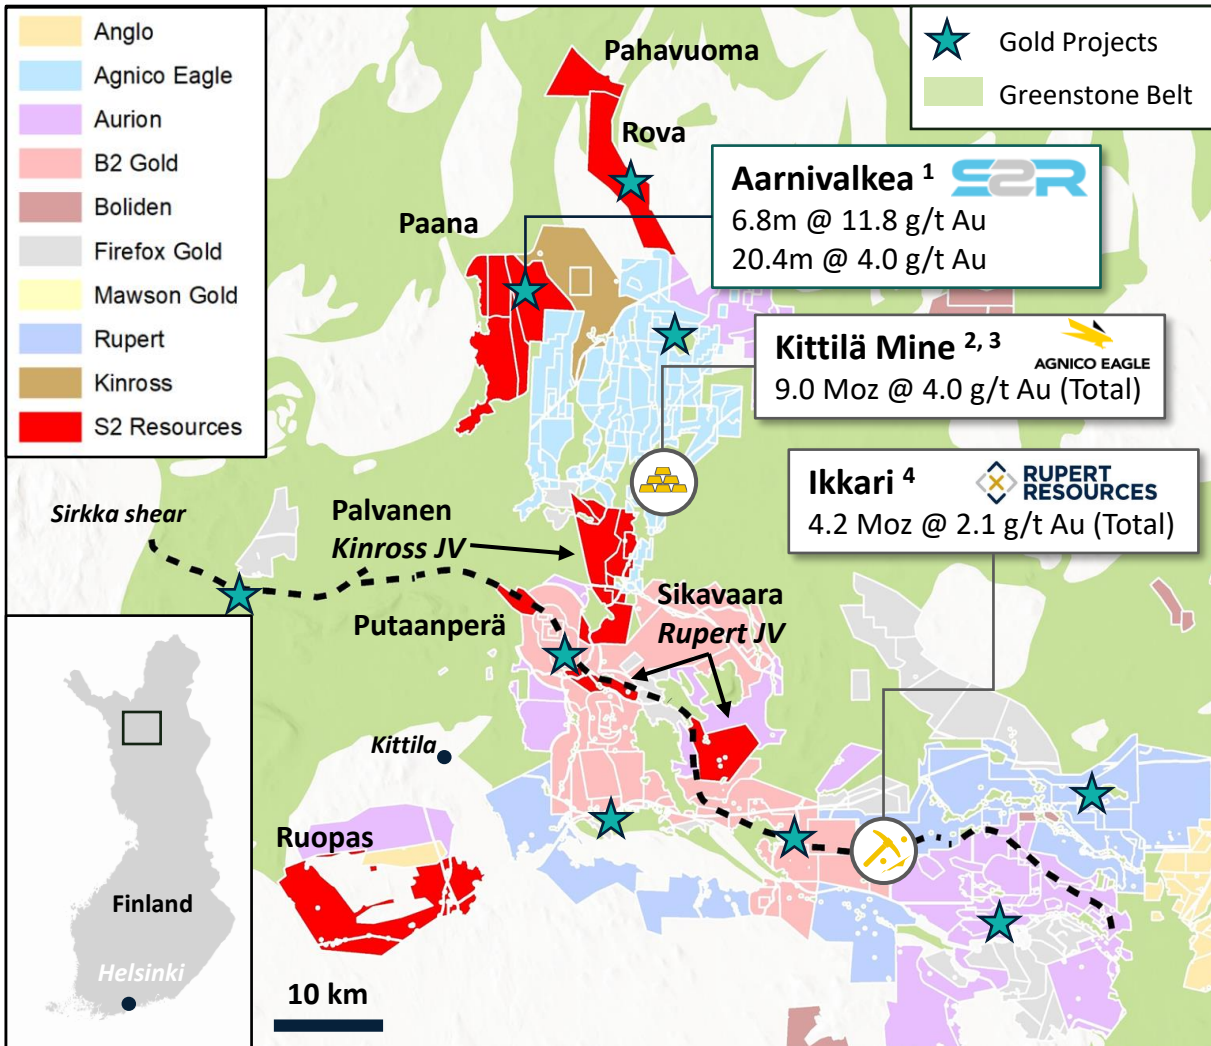 Anglo
Agnico Eagle
Aurion
B2 Gold
Boliden
Firefox Gold
Mawson Gold
Rupert
Kinross
S2 Resources
Gold Projects
Greenstone Belt
Pahavuoma
Rova
Paana
Aarnivalkea 1
S2R
6.8m @ 11.8 g/t Au
20.4m @ 4.0 g/t Au
Kittilä Mine 2, 3
AGNICO EAGLE
9.0 Moz @ 4.0 g/t Au (Total)
Ikkari 4
RUPERT
RESOURCES
4.2 Moz @ 2.1 g/t Au (Total)
Sirkka shear
Palvanen
Kinross JV
Putaanperä
Sikavaara
Rupert JV
Kittila
Ruopas
Finland
Helsinki
10 km